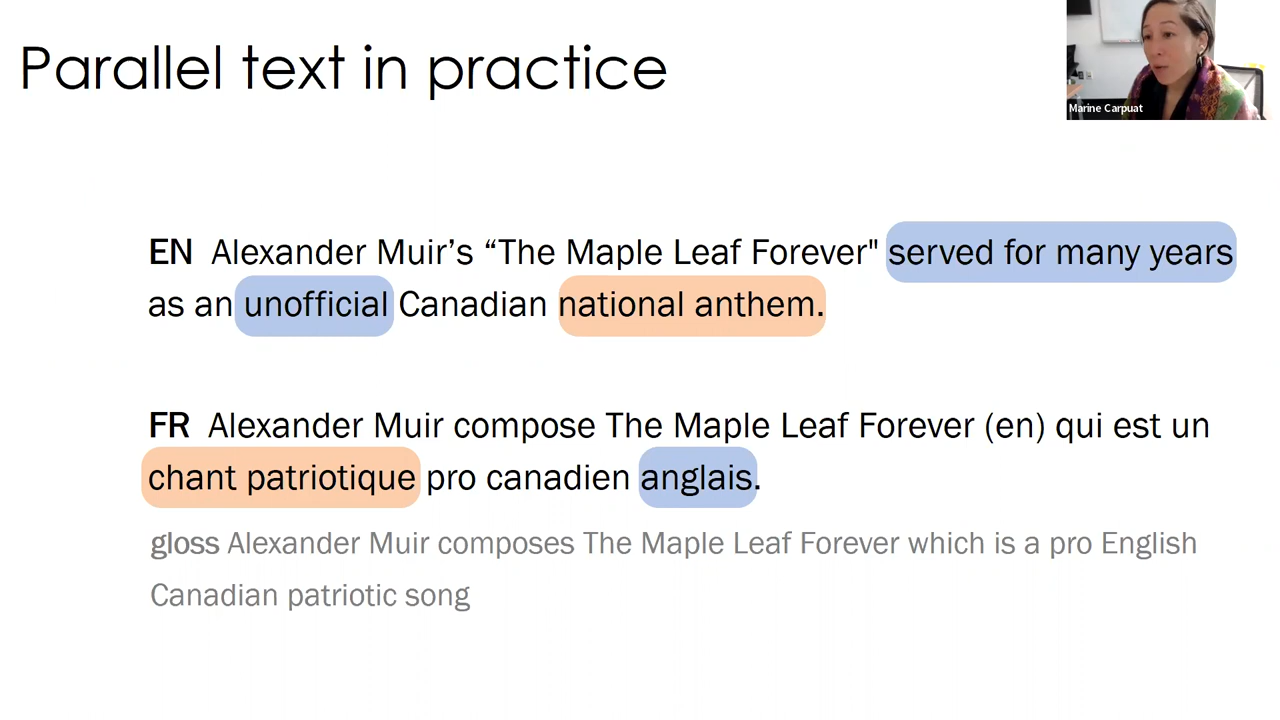 Parallel text in practice
Marine Carpuat
EN Alexander Muir’s “The Maple Leaf Forever" served for many years
as an unofficial Canadian national anthem.
FR Alexander Muir compose The Maple Leaf Forever (en) qui est un
chant patriotique pro canadien anglais.
gloss Alexander Muir composes The Maple Leaf Forever which is a pro English
Canadian patriotic song